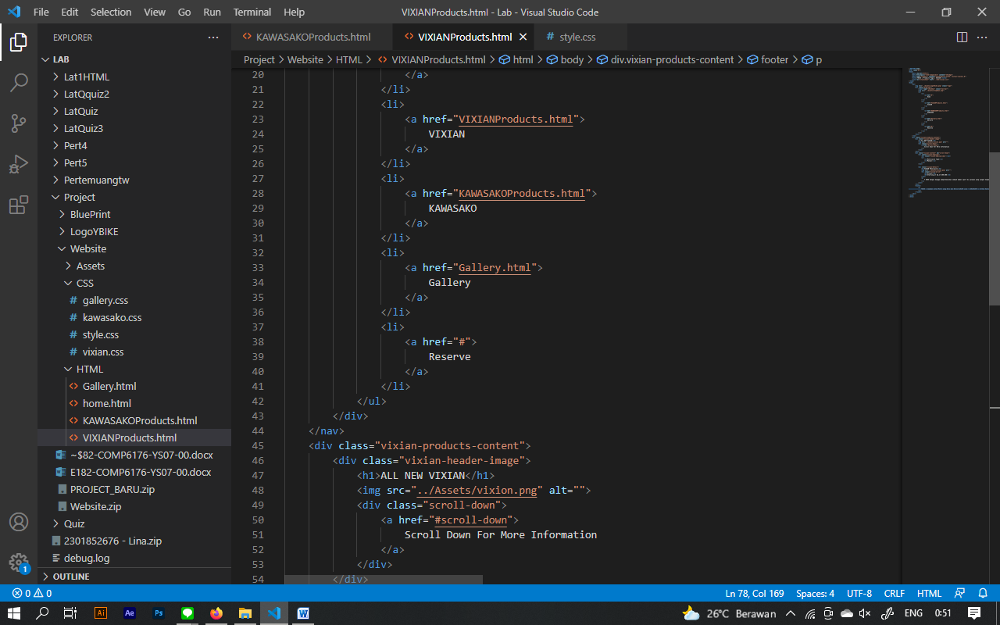 File Edit Selection View Go Run Terminal Help VIXIANProducts.html - Lab - Visual Studio Code
EXPLORER
KAWASAKOProducts.html VIXIANProducts.html style.css
Project > Website > HTML > VIXIANProducts.html > html > body > div.vixian-products-content > footer > p
LAB
Lat1HTML
LatQquiz2
LatQuiz
LatQuiz3
Pert4
Pert5
Pertemuangtw
Project
BluePrint
LogoYBIKE
Website
Assets
CSS
gallery.css
kawasako.css
style.css
vixian.css
HTML
Gallery.html
home.html
KAWASAKOProducts.html
VIXIANProducts.html
~$82-COMP6176-YS07-00.docx
E182-COMP6176-YS07-00.docx
PROJECT_BARU.zip
Website.zip
Quiz
2301852676 - Lina.zip
debug.log
OUTLINE
20 </a>
21 </li>
22 <li>
23 <a href="VIXIANProducts.html">
24 VIXIAN
25 </a>
26 </li>
27 <li>
28 <a href="KAWASAKOProducts.html">
29 KAWASAKO
30 </a>
31 </li>
32 <li>
33 <a href="Gallery.html">
34 Gallery
35 </a>
36 </li>
37 <li>
38 <a href="#">
39 Reserve
40 </a>
41 </li>
42 </ul>
43 </div>
44 </nav>
45 <div class="vixian-products-content">
46 <div class="vixian-header-image">
47 <h1>ALL NEW VIXIAN</h1>
48 <img src="../Assets/vixion.png" alt="">
49 <div class="scroll-down">
50 <a href="#scroll-down">
51 Scroll Down For More Information
52 </a>
53 </div>
54 </div>
1
0 0 Ln 78, Col 169 Spaces: 4 UTF-8 CRLF HTML
Ai Ae Ps W 26°C Berawan ENG 0:51